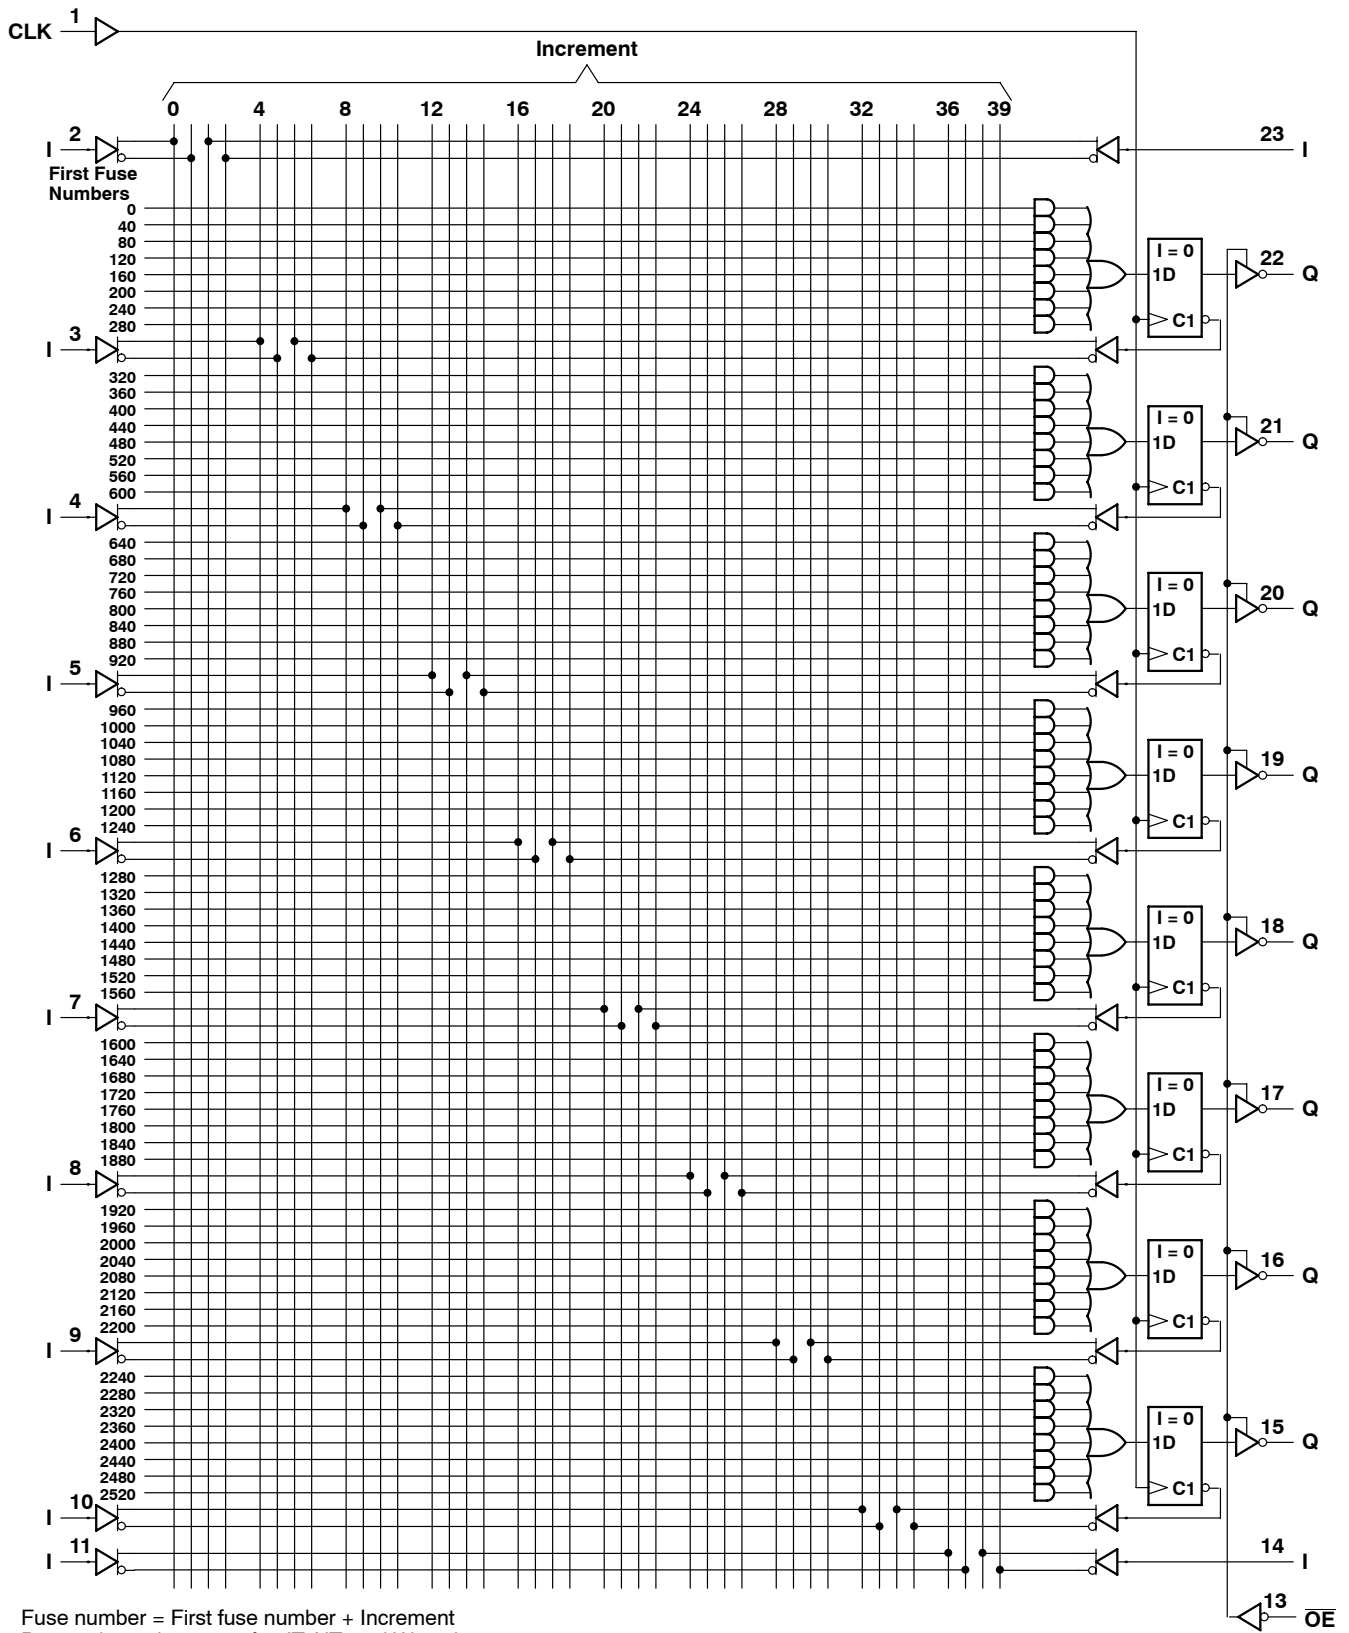 CLK 1
Increment
0 4 8 12 16 20 24 28 32 36 39
I 2 23 I
First Fuse
Numbers
0
40
80 I = 0
120 22
160 1D Q
200
240
280 C1
I 3
320
360
400 I = 0
440 21
480 1D Q
520
560
600 C1
I 4
640
680
720 I = 0
760 20
800 1D Q
840
880
920 C1
I 5
960
1000
1040 I = 0
1080 19
1120 1D Q
1160
1200
1240 C1
I 6
1280
1320
1360 I = 0
1400 18
1440 1D Q
1480
1520
1560 C1
I 7
1600
1640
1680 I = 0
1720 17
1760 1D Q
1800
1840
1880 C1
I 8
1920
1960
2000 I = 0
2040 16
2080 1D Q
2120
2160
2200 C1
I 9
2240
2280
2320 I = 0
2360 15
2400 1D Q
2440
2480
2520 C1
I 10
I 11 14 I
13 OE
Fuse number = First fuse number + Increment